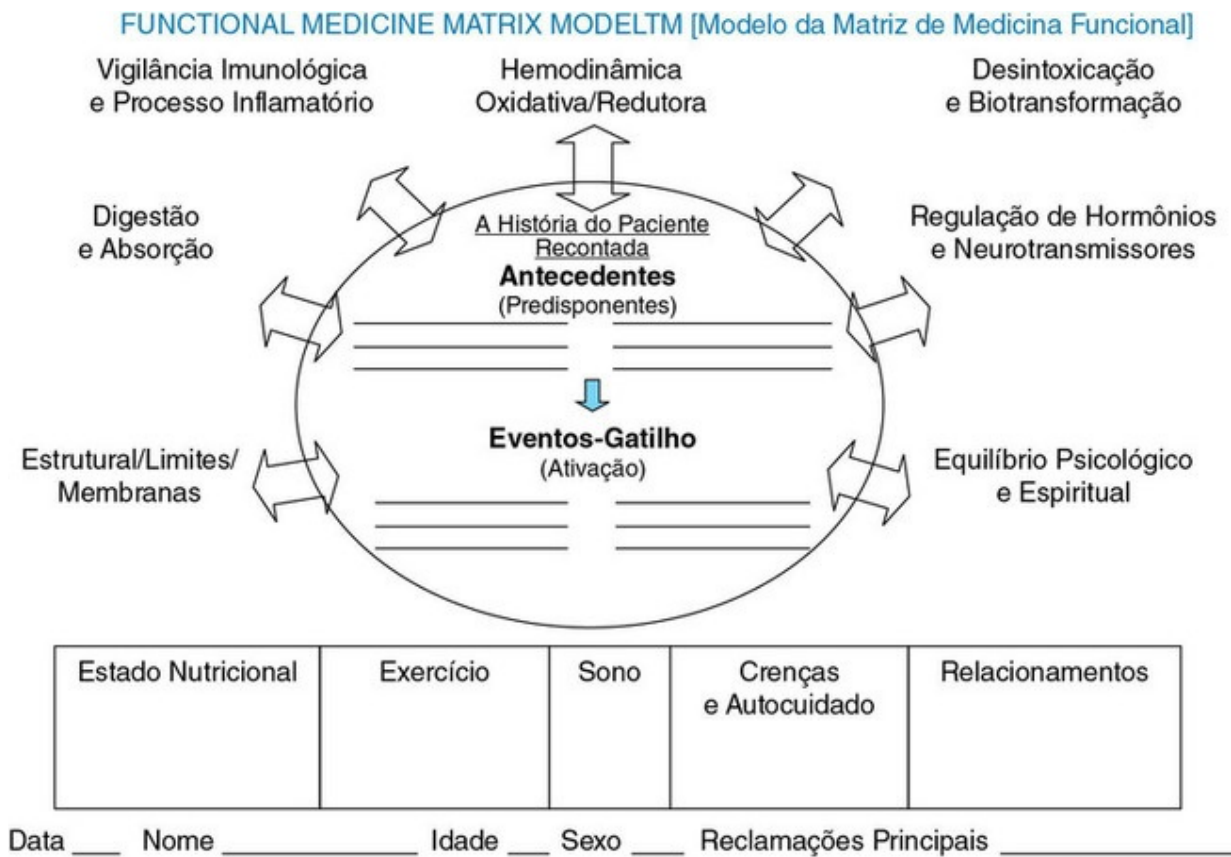 FUNCTIONAL MEDICINE MATRIX MODELTM [Modelo da Matriz de Medicina Funcional]
Vigilância Imunológica
e Processo Inflamatório
Hemodinâmica
Oxidativa/Redutora
Desintoxicação
e Biotransformação
Digestão
e Absorção
A História do Paciente
Recontada
Antecedentes
(Predisponentes)
Regulação de Hormônios
e Neurotransmissores
Estrutural/Limites/
Membranas
Eventos-Gatilho
(Ativação)
Equilíbrio Psicológico
e Espiritual
Estado Nutricional
Exercício
Sono
Crenças
e Autocuidado
Relacionamentos
Data ___ Nome ___________ Idade ___ Sexo ____ Reclamações Principais _______________